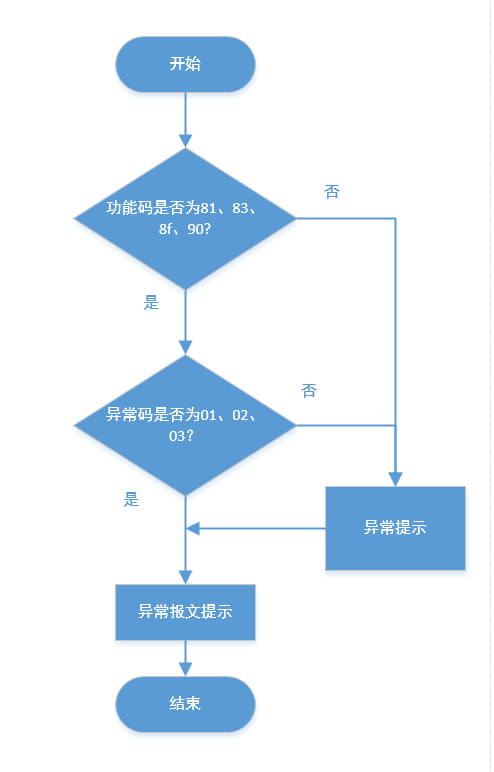 开始
功能码是否为81、83、
8f、90?
否
是
异常码是否为01、02、
03？
否
是
异常提示
异常报文提示
结束